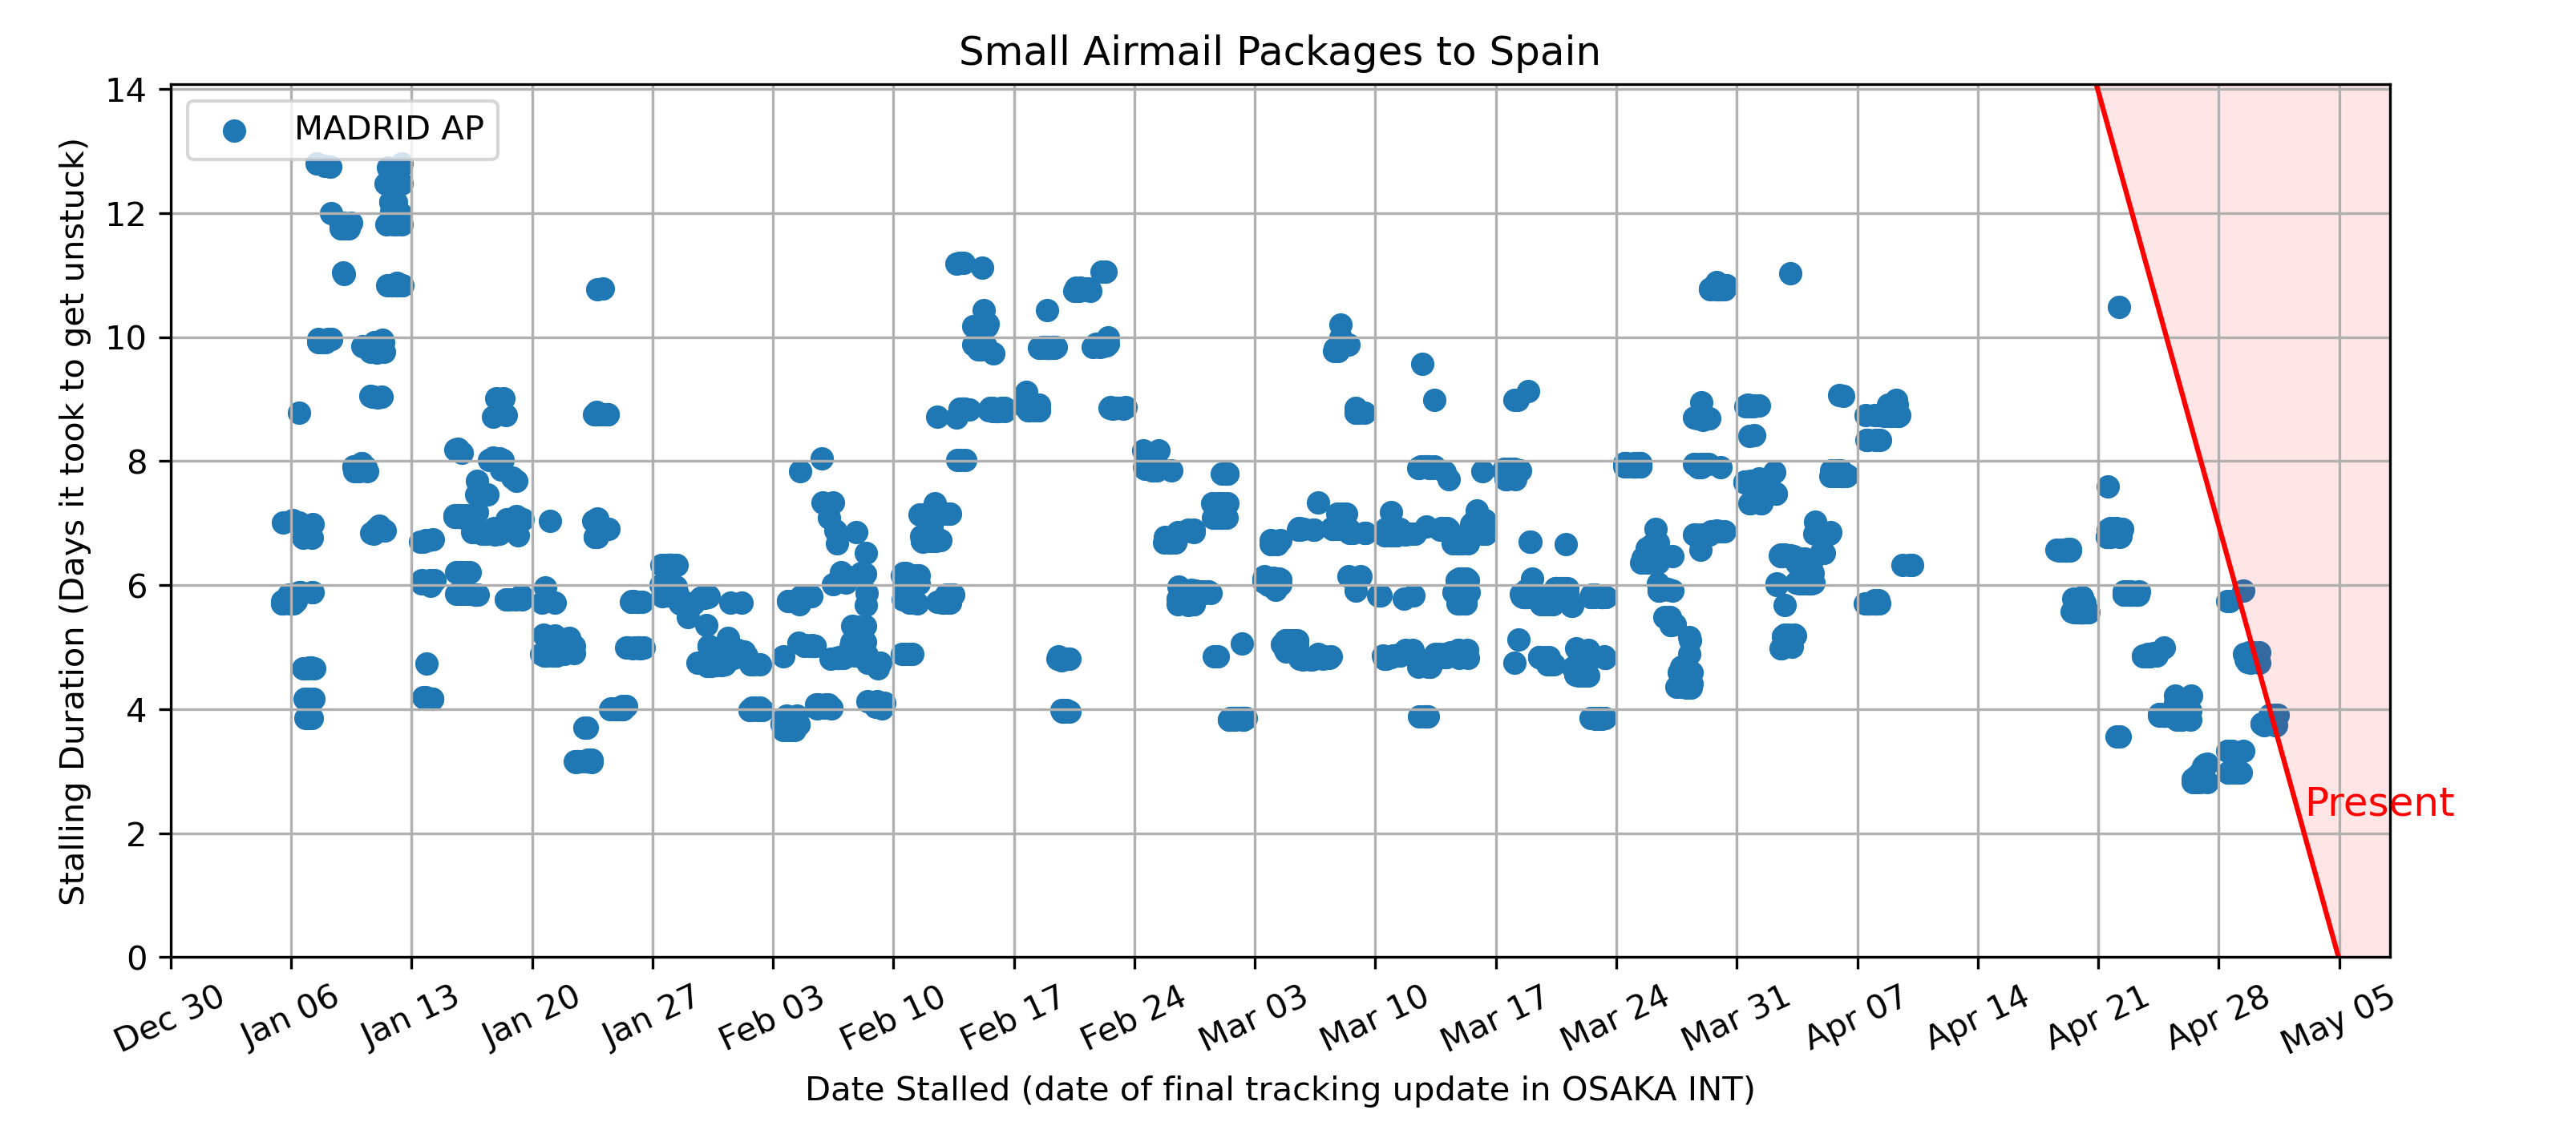 Small Airmail Packages to Spain
MADRID AP
Stalling Duration (Days it took to get unstuck)
14
12
10
8
6
4
2
0
Present
Dec 30
Jan 06
Jan 13
Jan 20
Jan 27
Feb 03
Feb 10
Feb 17
Feb 24
Mar 03
Mar 10
Mar 17
Mar 24
Mar 31
Apr 07
Apr 14
Apr 21
Apr 28
May 05
Date Stalled (date of final tracking update in OSAKA INT)